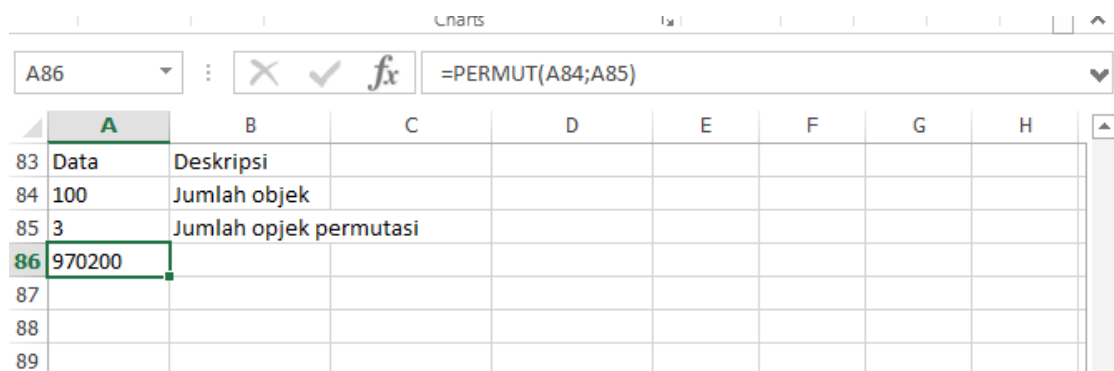 Charts
A86 fx =PERMUT(A84;A85)
A B C D E F G H
83 Data Deskripsi
84 100 Jumlah objek
85 3 Jumlah opjek permutasi
86 970200
87
88
89